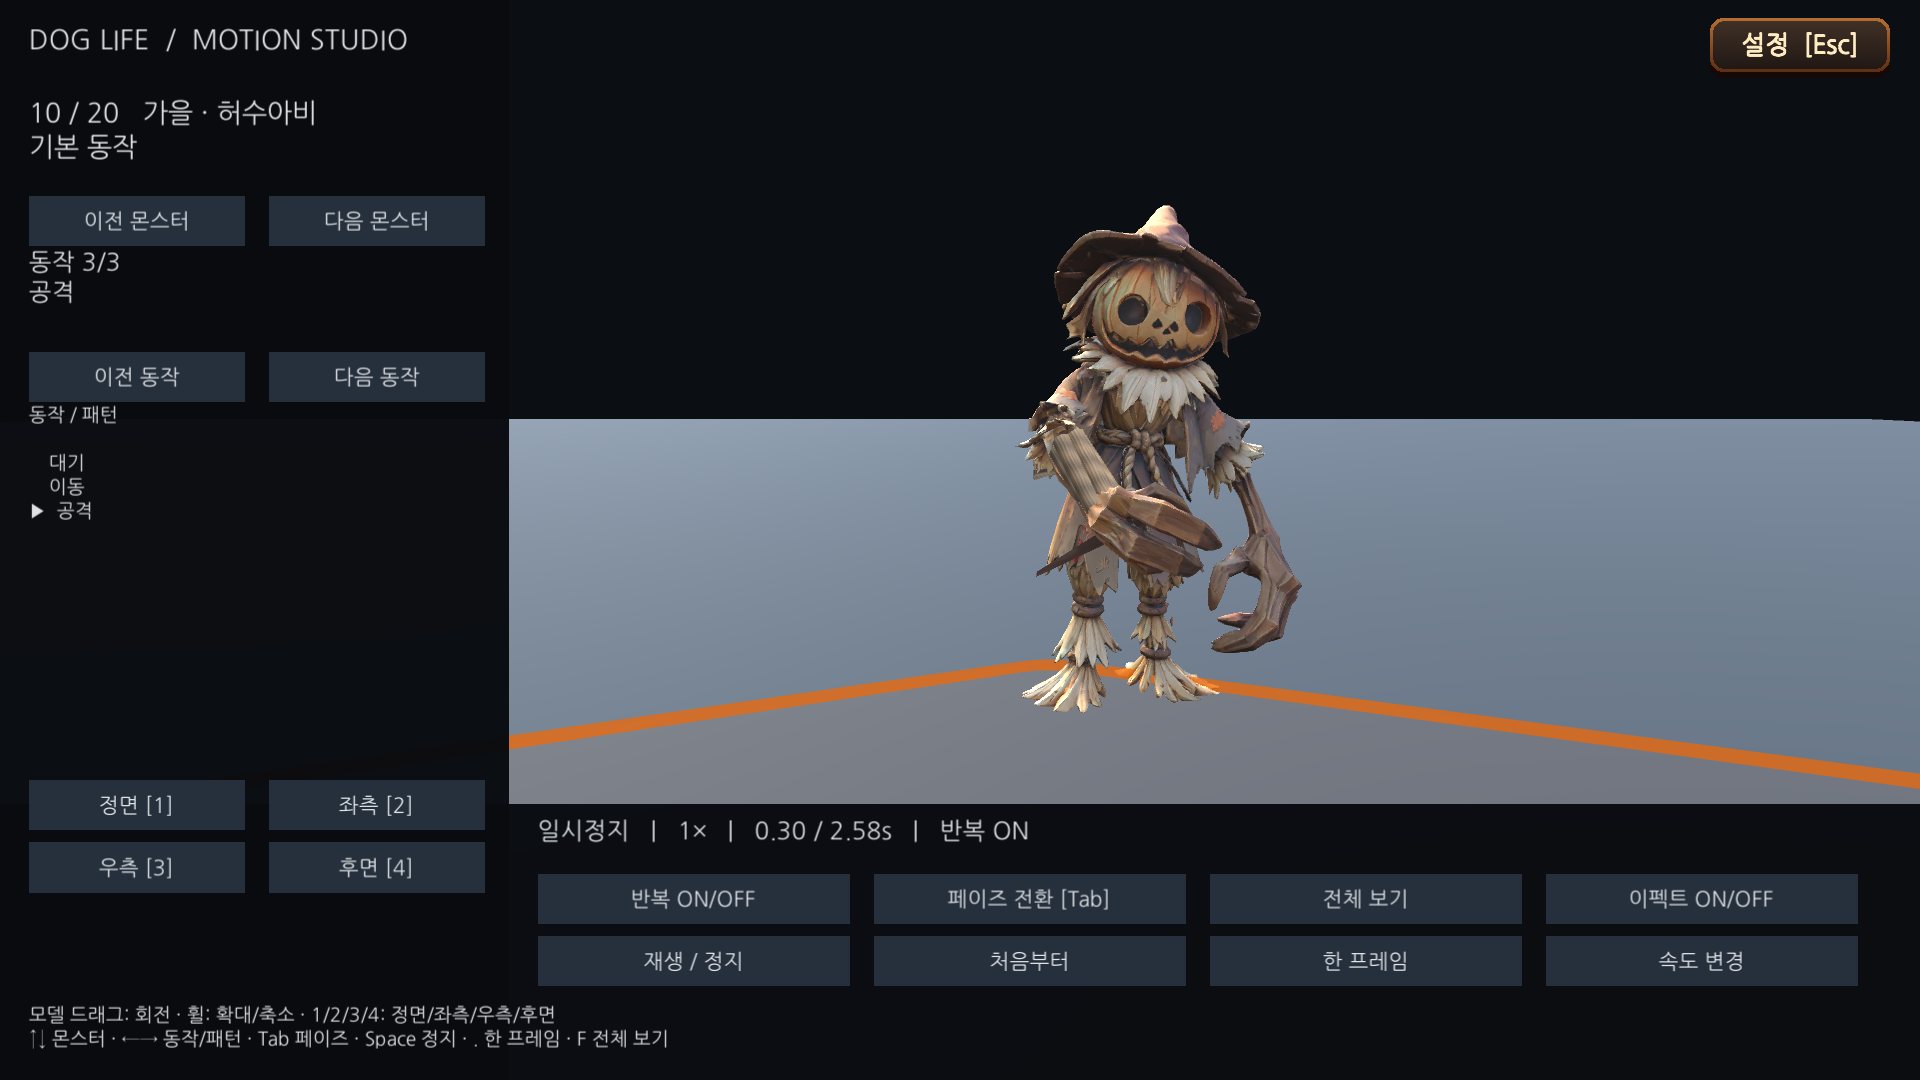 DOG LIFE / MOTION STUDIO
설정 [Esc]
10 / 20 가을 · 허수아비
기본 동작
이전 몬스터
다음 몬스터
동작 3/3
공격
이전 동작
다음 동작
동작 / 패턴
대기
이동
▶ 공격
정면 [1]
좌측 [2]
우측 [3]
후면 [4]
일시정지 | 1× | 0.30 / 2.58s | 반복 ON
반복 ON/OFF
페이즈 전환 [Tab]
전체 보기
이펙트 ON/OFF
재생 / 정지
처음부터
한 프레임
속도 변경
모델 드래그: 회전 · 휠: 확대/축소 · 1/2/3/4: 정면/좌측/우측/후면
↑↓ 몬스터 · ←→ 동작/패턴 · Tab 페이즈 · Space 정지 · . 한 프레임 · F 전체 보기